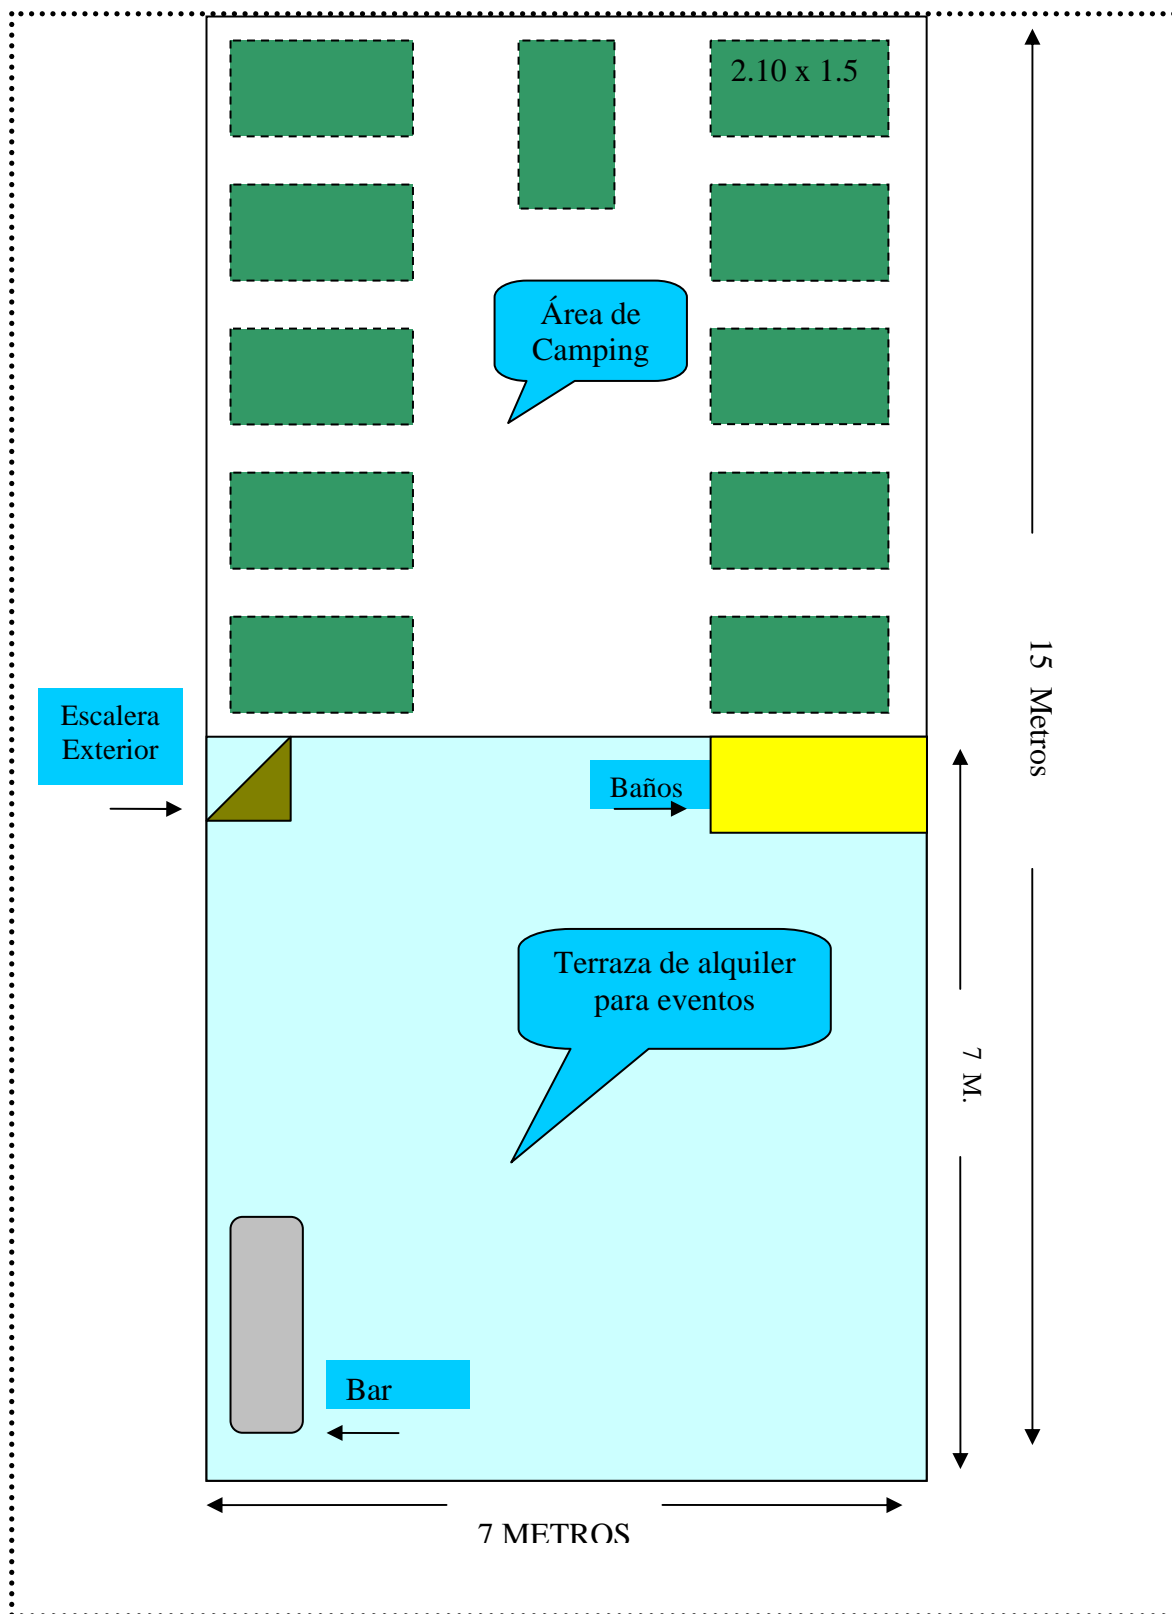 2.10 x 1.5
Área de
Camping
15 Metros
Escalera
Exterior
Baños
Terraza de alquiler
para eventos
7 M.
Bar
7 METROS